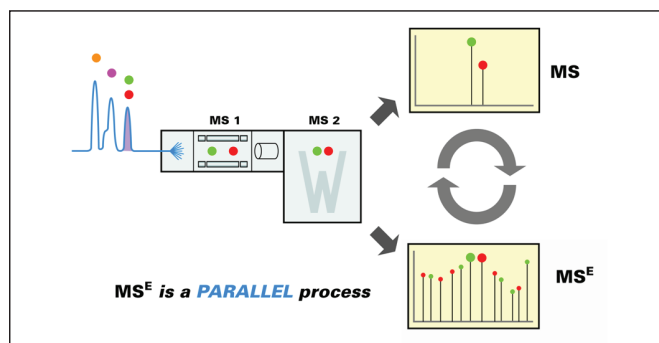 MS 1
MS 2
MS
W
MSᴱ
MSᴱ is a PARALLEL process